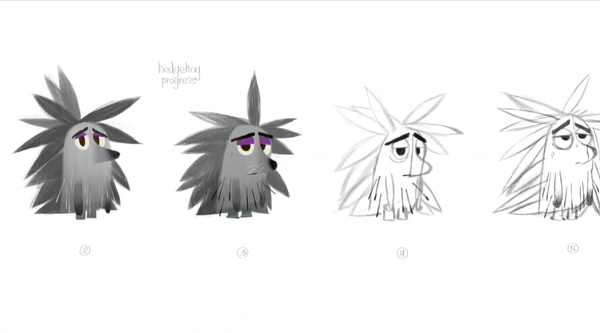 hedgehog
progress
②
③
④
⑤